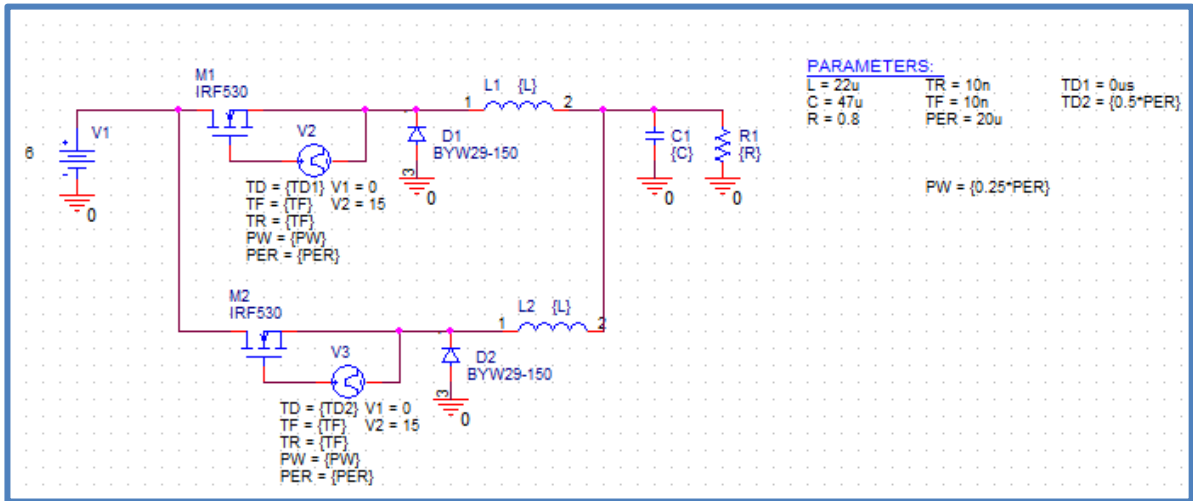 PARAMETERS:
L = 22u TR = 10n TD1 = 0us
C = 47u TF = 10n TD2 = {0.5*PER}
R = 0.8 PER = 20u
PW = {0.25*PER}
M1
IRF530
L1 {L}
1 2
V1
6
V2
D1
BYW29-150
3
C1
{C}
R1
{R}
0
0
0
0
TD = {TD1} V1 = 0
TF = {TF} V2 = 15
TR = {TF}
PW = {PW}
PER = {PER}
M2
IRF530
L2 {L}
1 2
V3
D2
BYW29-150
3
0
TD = {TD2} V1 = 0
TF = {TF} V2 = 15
TR = {TF}
PW = {PW}
PER = {PER}